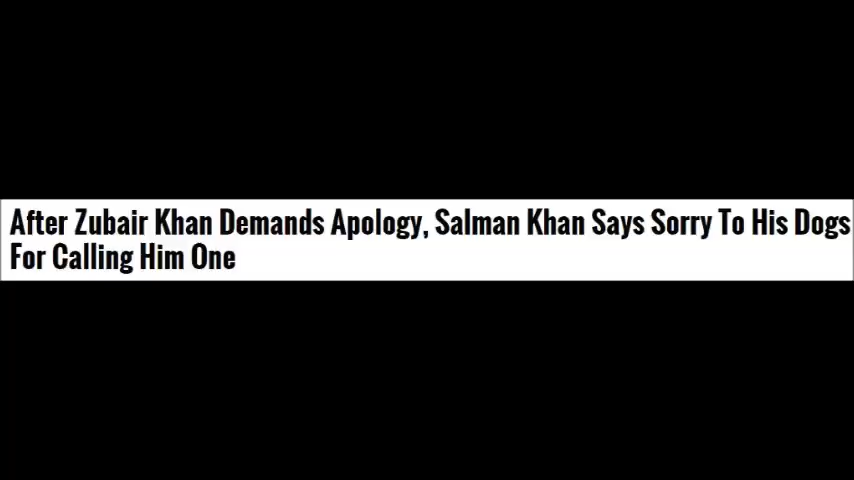 After Zubair Khan Demands Apology, Salman Khan Says Sorry To His Dogs
For Calling Him One